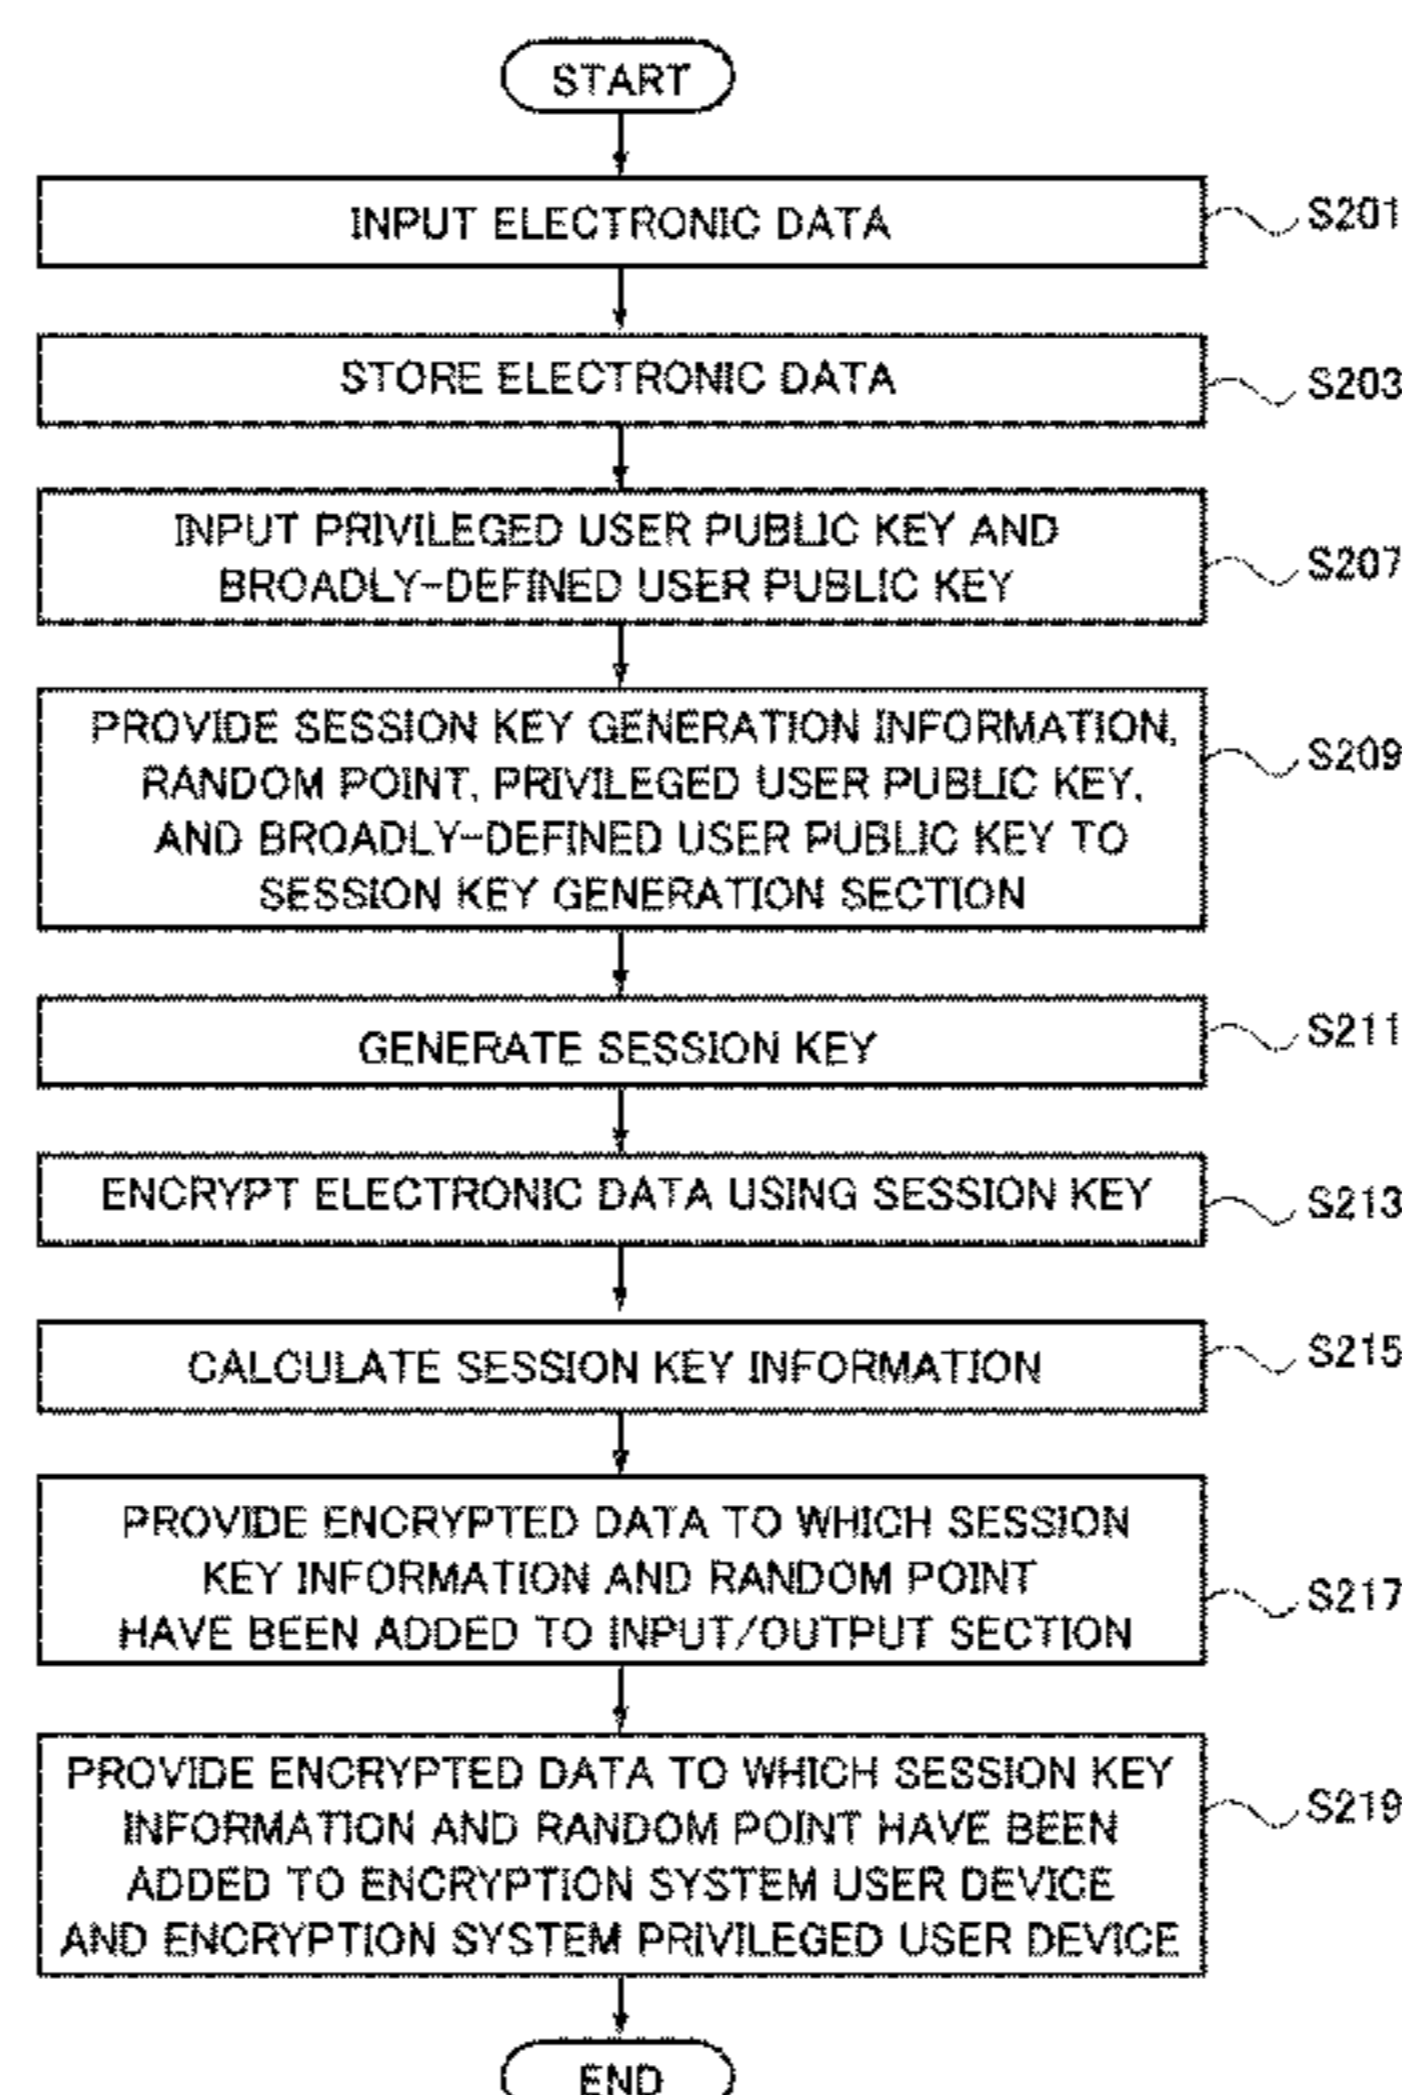 START
INPUT ELECTRONIC DATA
S201
STORE ELECTRONIC DATA
S203
INPUT PRIVILEGED USER PUBLIC KEY AND
BROADLY-DEFINED USER PUBLIC KEY
S207
PROVIDE SESSION KEY GENERATION INFORMATION,
RANDOM POINT, PRIVILEGED USER PUBLIC KEY,
AND BROADLY-DEFINED USER PUBLIC KEY TO
SESSION KEY GENERATION SECTION
S209
GENERATE SESSION KEY
S211
ENCRYPT ELECTRONIC DATA USING SESSION KEY
S213
CALCULATE SESSION KEY INFORMATION
S215
PROVIDE ENCRYPTED DATA TO WHICH SESSION
KEY INFORMATION AND RANDOM POINT
HAVE BEEN ADDED TO INPUT/OUTPUT SECTION
S217
PROVIDE ENCRYPTED DATA TO WHICH SESSION KEY
INFORMATION AND RANDOM POINT HAVE BEEN
ADDED TO ENCRYPTION SYSTEM USER DEVICE
AND ENCRYPTION SYSTEM PRIVILEGED USER DEVICE
S219
END